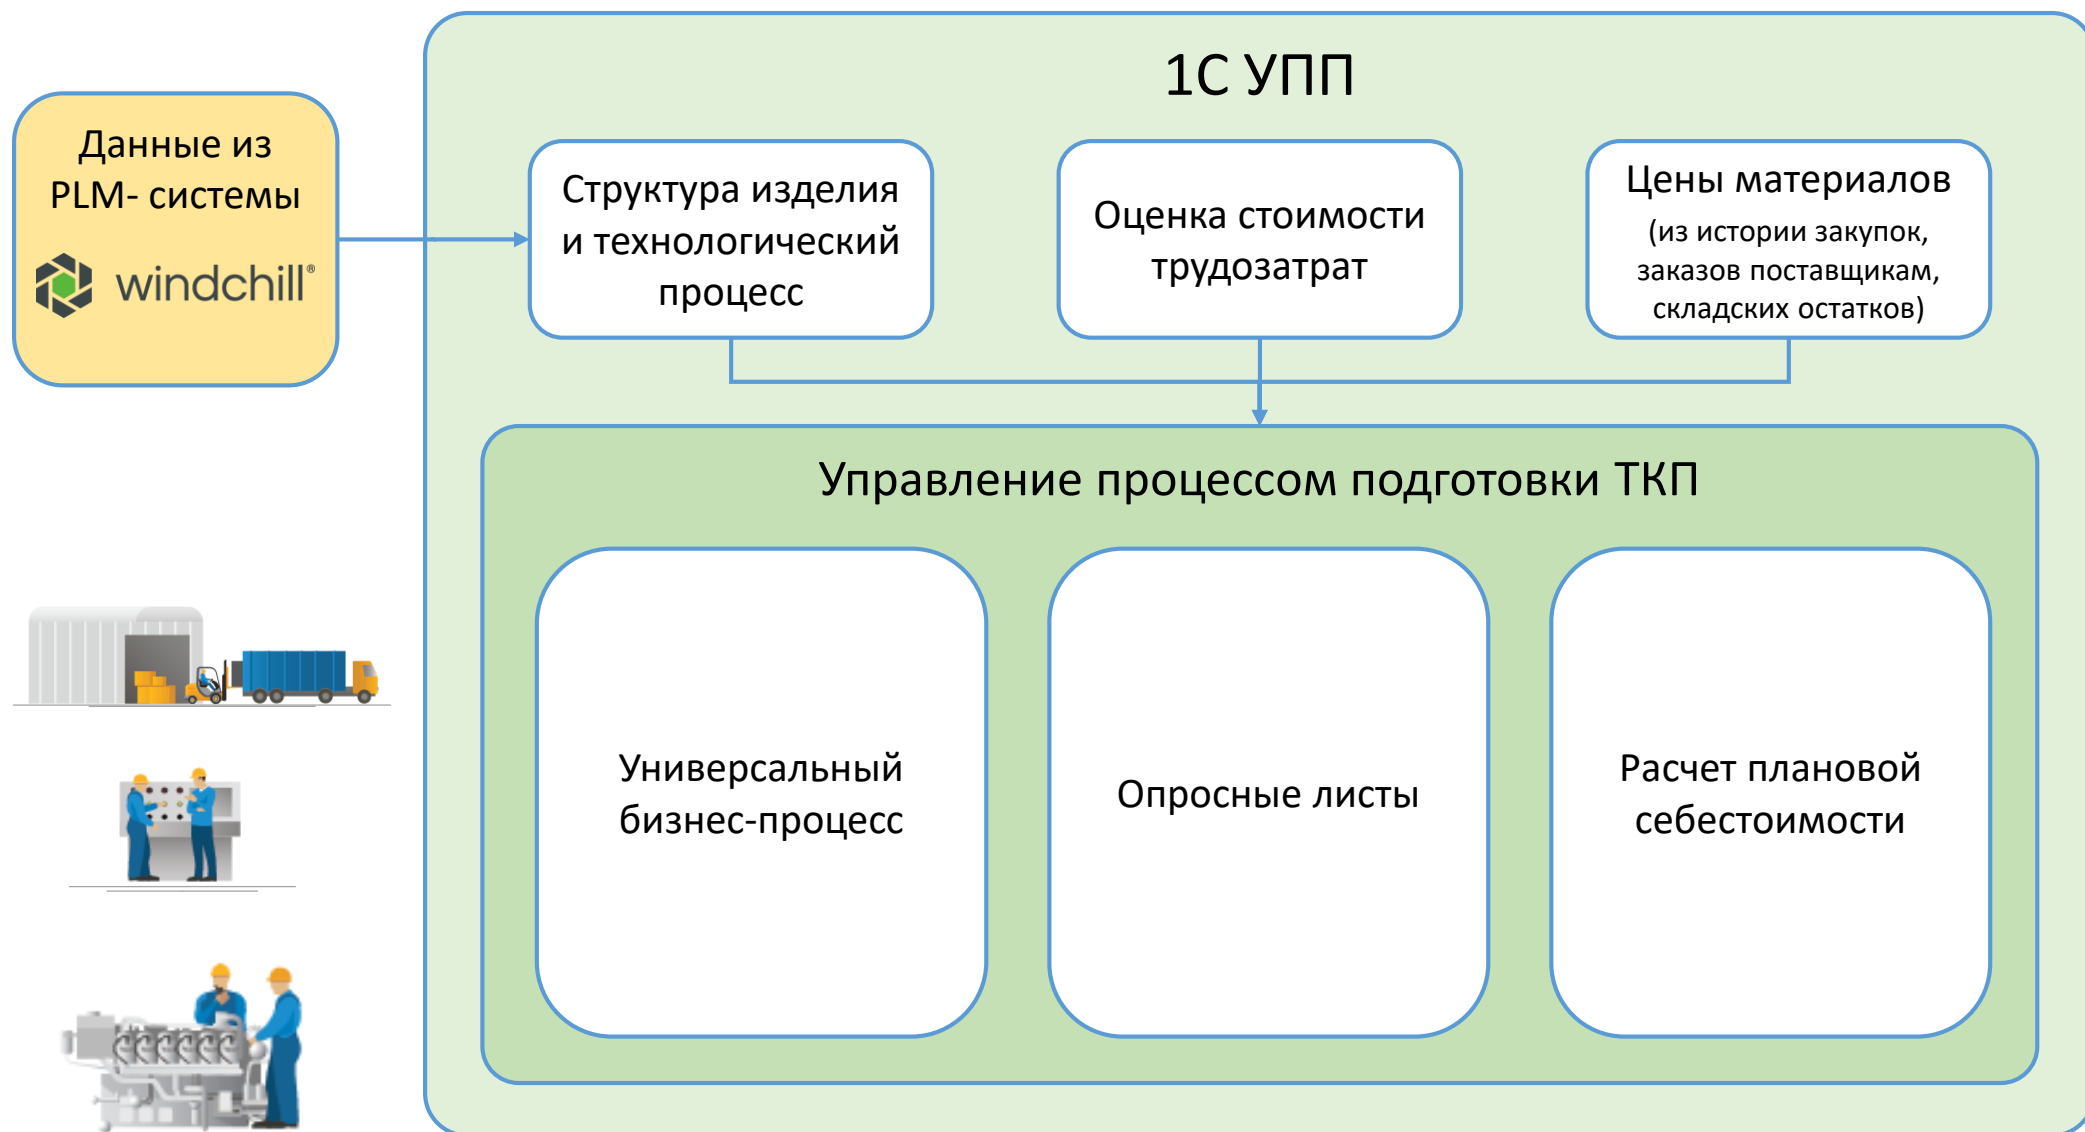 1С УПП
Данные из
PLM- системы
windchill®
Структура изделия
и технологический
процесс
Оценка стоимости
трудозатрат
Цены материалов
(из истории закупок,
заказов поставщикам,
складских остатков)
Управление процессом подготовки ТКП
Универсальный
бизнес-процесс
Опросные листы
Расчет плановой
себестоимости